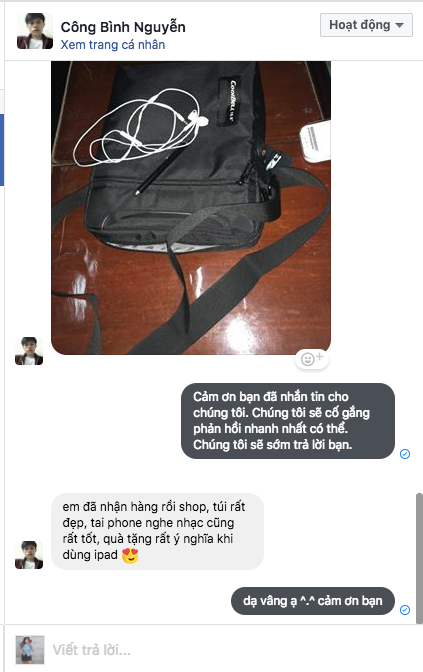 Công Bình Nguyễn
Hoạt động
Xem trang cá nhân
COOLBELL
Cảm ơn bạn đã nhắn tin cho
chúng tôi. Chúng tôi sẽ cố gắng
phản hồi nhanh nhất có thể.
Chúng tôi sẽ sớm trả lời bạn.
em đã nhận hàng rồi shop, túi rất
đẹp, tai phone nghe nhạc cũng
rất tốt, quà tặng rất ý nghĩa khi
dùng ipad 😍
dạ vâng ạ ^.^ cảm ơn bạn
Viết trả lời...